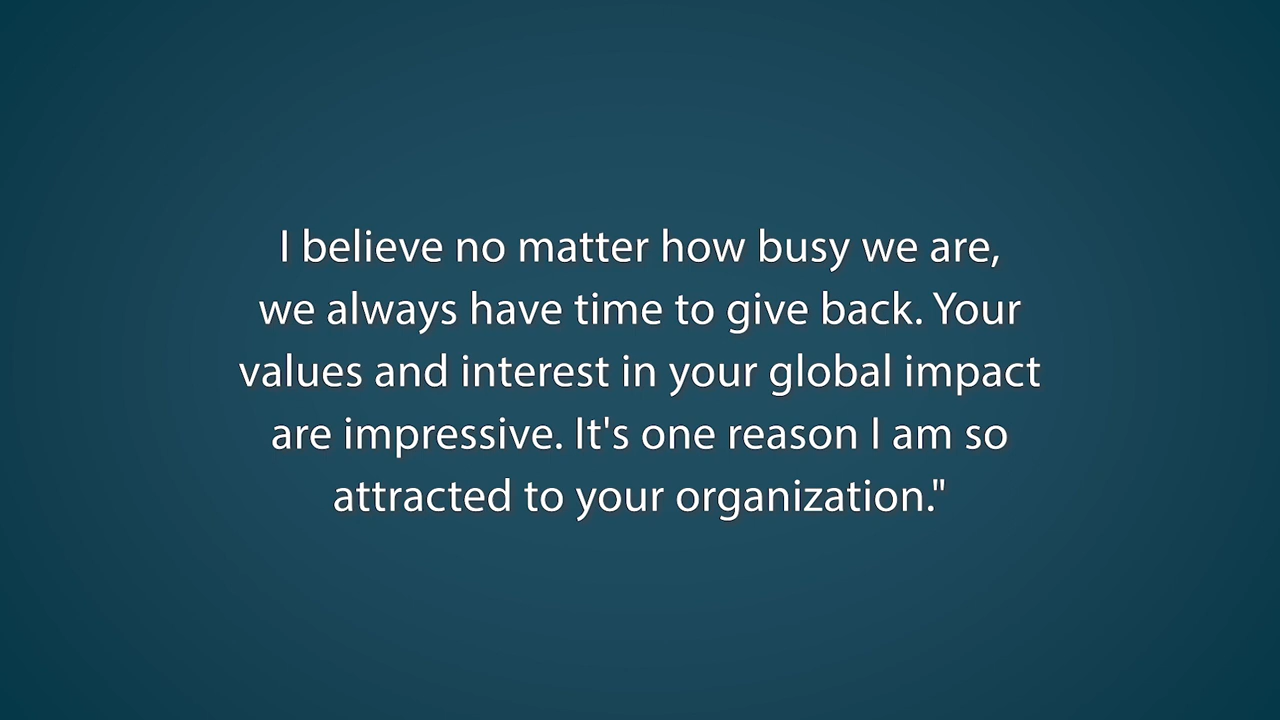 I believe no matter how busy we are,
we always have time to give back. Your
values and interest in your global impact
are impressive. It's one reason I am so
attracted to your organization."